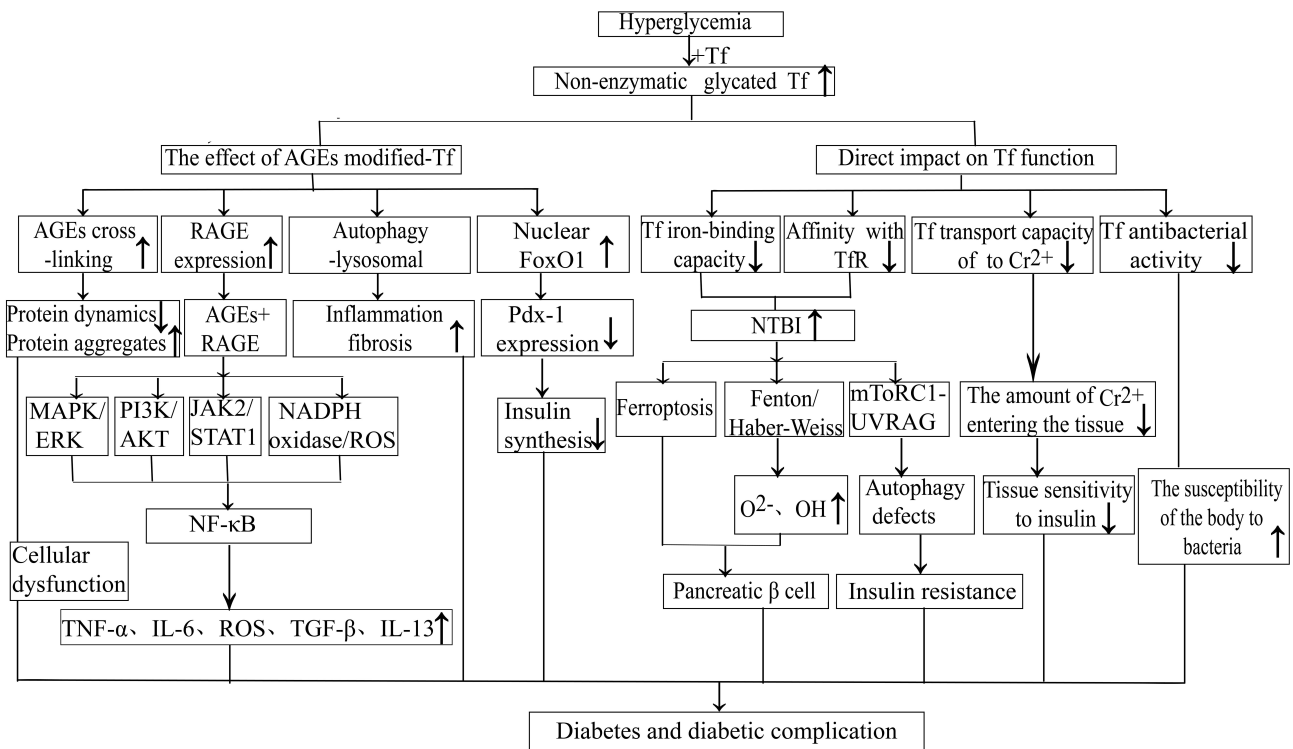 Hyperglycemia
+Tf
Non-enzymatic glycated Tf ↑
The effect of AGEs modified-Tf
Direct impact on Tf function
AGEs cross
-linking ↑
RAGE
expression ↑
Autophagy
-lysosomal
Nuclear
FoxO1 ↑
Tf iron-binding
capacity ↓
Affinity with
TfR ↓
Tf transport capacity
of to Cr2+ ↓
Tf antibacterial
activity ↓
Protein dynamics ↓
Protein aggregates ↑
AGEs+
RAGE
Inflammation
fibrosis ↑
Pdx-1
expression ↓
NTBI ↑
MAPK/
ERK
PI3K/
AKT
JAK2/
STAT1
NADPH
oxidase/ROS
Insulin
synthesis ↓
Ferroptosis
Fenton/
Haber-Weiss
mToRC1-
UVRAG
The amount of Cr2+
entering the tissue ↓
NF-κB
O2-、OH ↑
Autophagy
defects
Tissue sensitivity
to insulin ↓
The susceptibility
of the body to
bacteria ↑
Cellular
dysfunction
Pancreatic β cell
Insulin resistance
TNF-α、IL-6、ROS、TGF-β、IL-13 ↑
Diabetes and diabetic complication